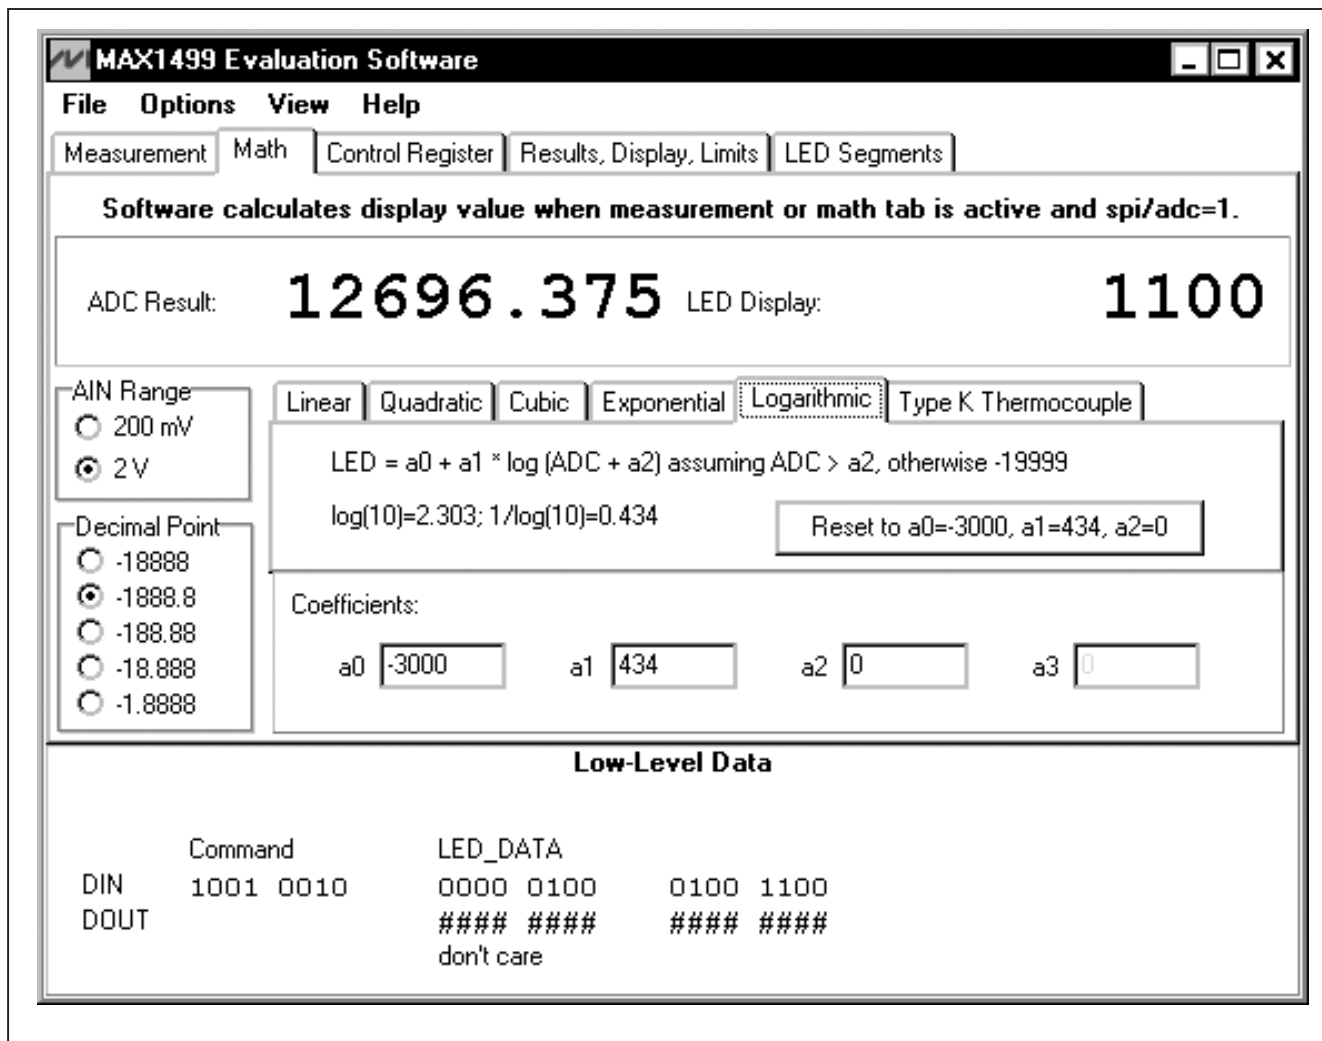 MAX1499 Evaluation Software
File Options View Help
Measurement Math Control Register Results, Display, Limits LED Segments
Software calculates display value when measurement or math tab is active and spi/adc=1.
ADC Result: 12696.375 LED Display: 1100
AIN Range
200 mV
2 V
Linear Quadratic Cubic Exponential Logarithmic Type K Thermocouple
LED = a0 + a1 * log (ADC + a2) assuming ADC > a2, otherwise -19999
log(10)=2.303; 1/log(10)=0.434
Reset to a0=-3000, a1=434, a2=0
Decimal Point
-18888
-1888.8
-188.88
-18.888
-1.8888
Coefficients:
a0 -3000 a1 434 a2 0 a3 0
Low-Level Data
Command LED_DATA
DIN 1001 0010 0000 0100 0100 1100
DOUT #### #### #### ####
don't care